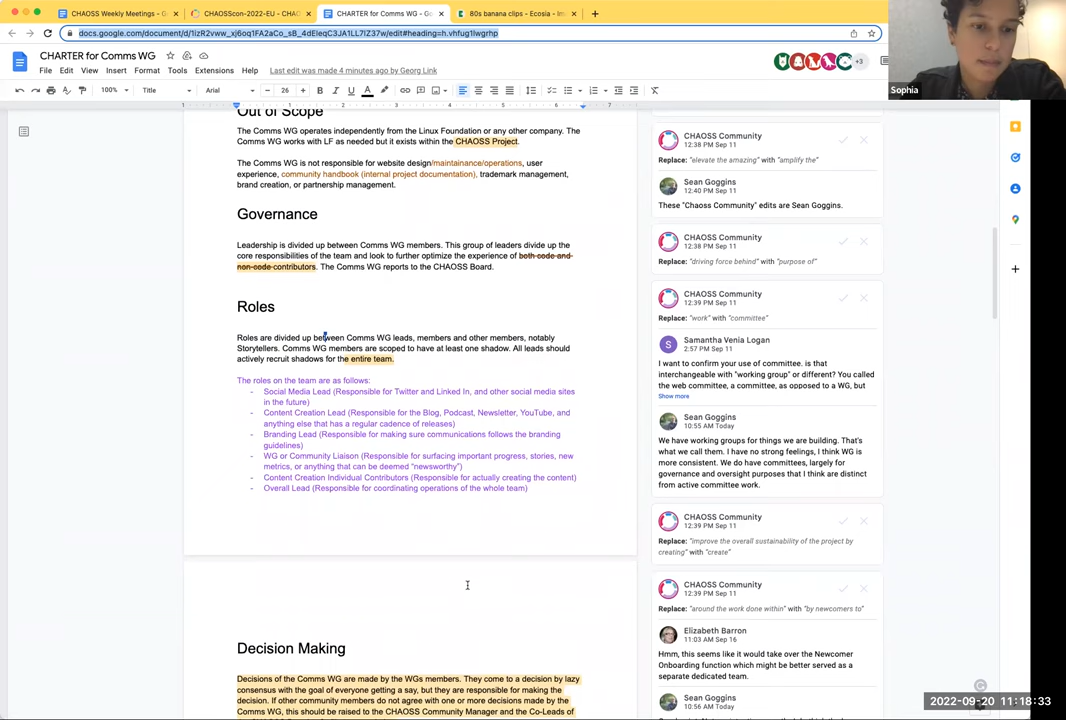 CHAOSS Weekly Meetings - G
CHAOSScon-2022-EU - CHAO
CHARTER for Comms WG - Go
80s banana clips - Ecosia - Im
docs.google.com/document/d/1izR2vww_xj6oq1FA2aCo_sB_4dEIeqC3JA1LL7IZ37w/edit#heading=h.vhfug1lwgrhp
CHARTER for Comms WG
File Edit View Insert Format Tools Extensions Help Last edit was made 4 minutes ago by Georg Link
+3
100% Title Arial 26
Sophia
1 1 2 3 4 5 6 7
Out of Scope
The Comms WG operates independently from the Linux Foundation or any other company. The
Comms WG works with LF as needed but it exists within the CHAOSS Project.
The Comms WG is not responsible for website design/maintainance/operations, user
experience, community handbook (internal project documentation), trademark management,
brand creation, or partnership management.
Governance
Leadership is divided up between Comms WG members. This group of leaders divide up the
core responsibilities of the team and look to further optimize the experience of both code and
non-code contributors. The Comms WG reports to the CHAOSS Board.
Roles
Roles are divided up between Comms WG leads, members and other members, notably
Storytellers. Comms WG members are scoped to have at least one shadow. All leads should
actively recruit shadows for the entire team.
The roles on the team are as follows:
- Social Media Lead (Responsible for Twitter and Linked In, and other social media sites
in the future)
- Content Creation Lead (Responsible for the Blog, Podcast, Newsletter, YouTube, and
anything else that has a regular cadence of releases)
- Branding Lead (Responsible for making sure communications follows the branding
guidelines)
- WG or Community Liaison (Responsible for surfacing important progress, stories, new
metrics, or anything that can be deemed “newsworthy”)
- Content Creation Individual Contributors (Responsible for actually creating the content)
- Overall Lead (Responsible for coordinating operations of the whole team)
Decision Making
Decisions of the Comms WG are made by the WGs members. They come to a decision by lazy
consensus with the goal of everyone getting a say, but they are responsible for making the
decision. If other community members do not agree with one or more decisions made by the
Comms WG, this should be raised to the CHAOSS Community Manager and the Co-Leads of
CHAOSS Community
12:38 PM Sep 11
Replace: "elevate the amazing" with "amplify the"
Sean Goggins
12:40 PM Sep 11
These "Chaoss Community" edits are Sean Goggins.
CHAOSS Community
12:38 PM Sep 11
Replace: "driving force behind" with "purpose of"
CHAOSS Community
12:39 PM Sep 11
Replace: "work" with "committee"
S
Samantha Venia Logan
2:57 PM Sep 11
I want to confirm your use of committee. is that
interchangeable with "working group" or different? You called
the web committee, a committee, as opposed to a WG, but
Show more
Sean Goggins
10:55 AM Today
We have working groups for things we are building. That's
what we call them. I have no strong feelings, I think WG is
more consistent. We do have committees, largely for
governance and oversight purposes that I think are distinct
from active committee work.
CHAOSS Community
12:39 PM Sep 11
Replace: "improve the overall sustainability of the project by
creating" with "create"
CHAOSS Community
12:39 PM Sep 11
Replace: "around the work done within" with "by newcomers to"
Elizabeth Barron
11:03 AM Sep 16
Hmm, this seems like it would take over the Newcomer
Onboarding function which might be better served as a
separate dedicated team.
Sean Goggins
10:56 AM Today
2022-09-20 11:18:33